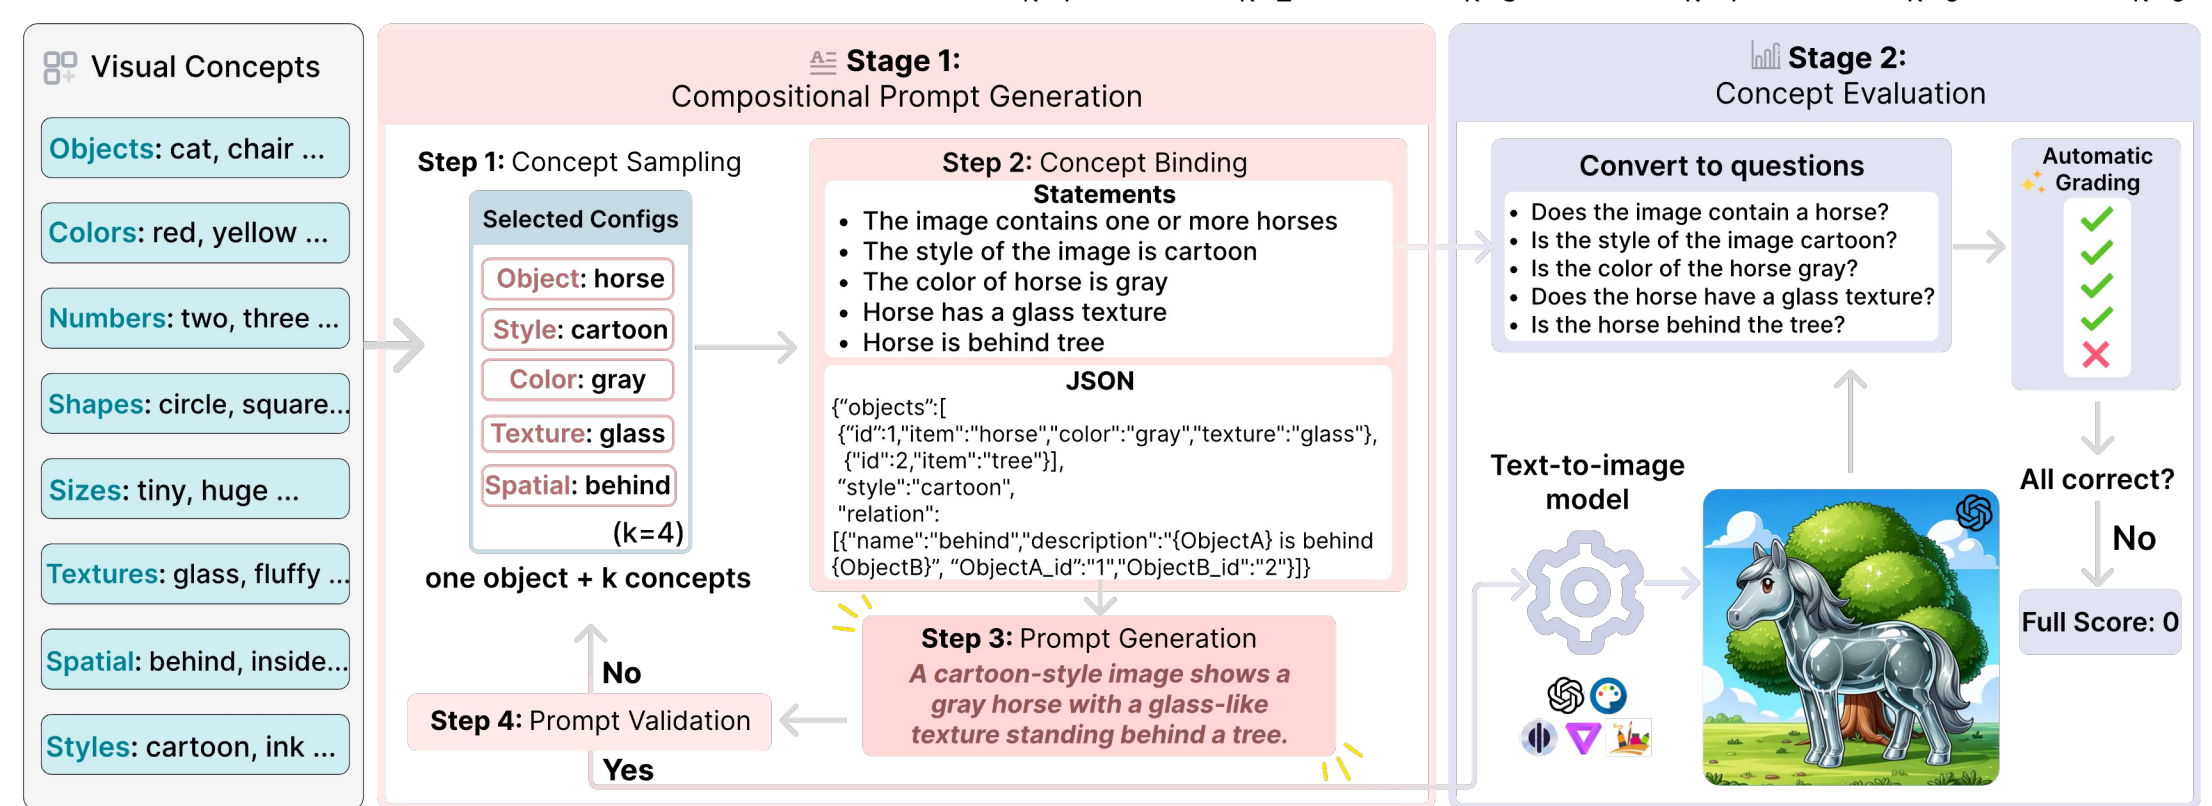 Visual Concepts
Objects: cat, chair ...
Colors: red, yellow ...
Numbers: two, three ...
Shapes: circle, square...
Sizes: tiny, huge ...
Textures: glass, fluffy ...
Spatial: behind, inside...
Styles: cartoon, ink ...
Stage 1:
Compositional Prompt Generation
Step 1: Concept Sampling
Selected Configs
Object: horse
Style: cartoon
Color: gray
Texture: glass
Spatial: behind
(k=4)
one object + k concepts
Step 2: Concept Binding
Statements
• The image contains one or more horses
• The style of the image is cartoon
• The color of horse is gray
• Horse has a glass texture
• Horse is behind tree
JSON
{“objects”:[
{“id”:1,"item":"horse","color":"gray","texture":"glass"},
{"id":2,"item":"tree"}],
“style":"cartoon",
"relation":
[{"name":"behind","description":"{ObjectA} is behind
{ObjectB}”, “ObjectA_id”:"1","ObjectB_id":"2"}]}
Step 3: Prompt Generation
A cartoon-style image shows a
gray horse with a glass-like
texture standing behind a tree.
Step 4: Prompt Validation
No
Yes
Stage 2:
Concept Evaluation
Convert to questions
• Does the image contain a horse?
• Is the style of the image cartoon?
• Is the color of the horse gray?
• Does the horse have a glass texture?
• Is the horse behind the tree?
Automatic
Grading
Text-to-image
model
All correct?
No
Full Score: 0